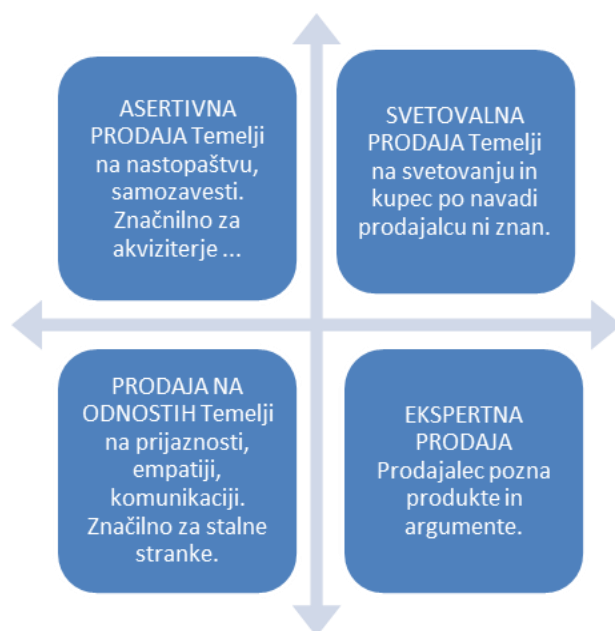 ASERTIVNA
PRODAJA Temelji
na nastopaštvu,
samozavesti.
Značnilno za
akviziterje ...
SVETOVALNA
PRODAJA Temelji
na svetovanju in
kupec po navadi
prodajalcu ni znan.
PRODAJA NA
ODNOSTIH Temelji
na prijaznosti,
empatiji,
komunikaciji.
Značilno za stalne
stranke.
EKSPERTNA
PRODAJA
Prodajalec pozna
produkte in
argumente.